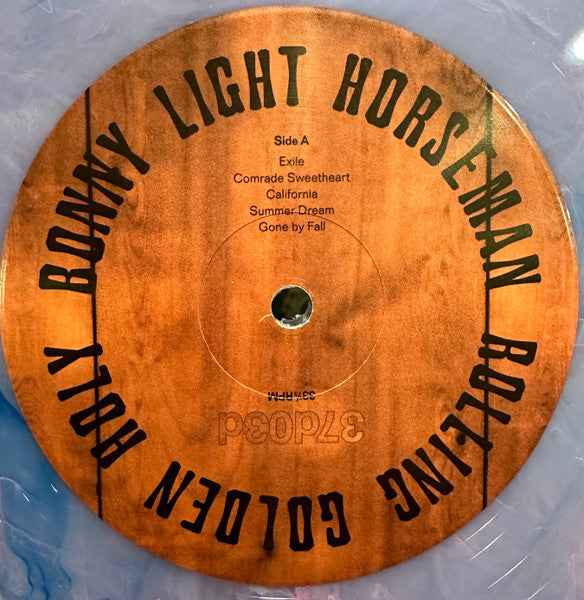 BONNY LIGHT HORSEMAN ROLLING GOLDEN HOLY
Side A
Exile
Comrade Sweetheart
California
Summer Dream
Gone by Fall
33⅓ RPM
37d03d